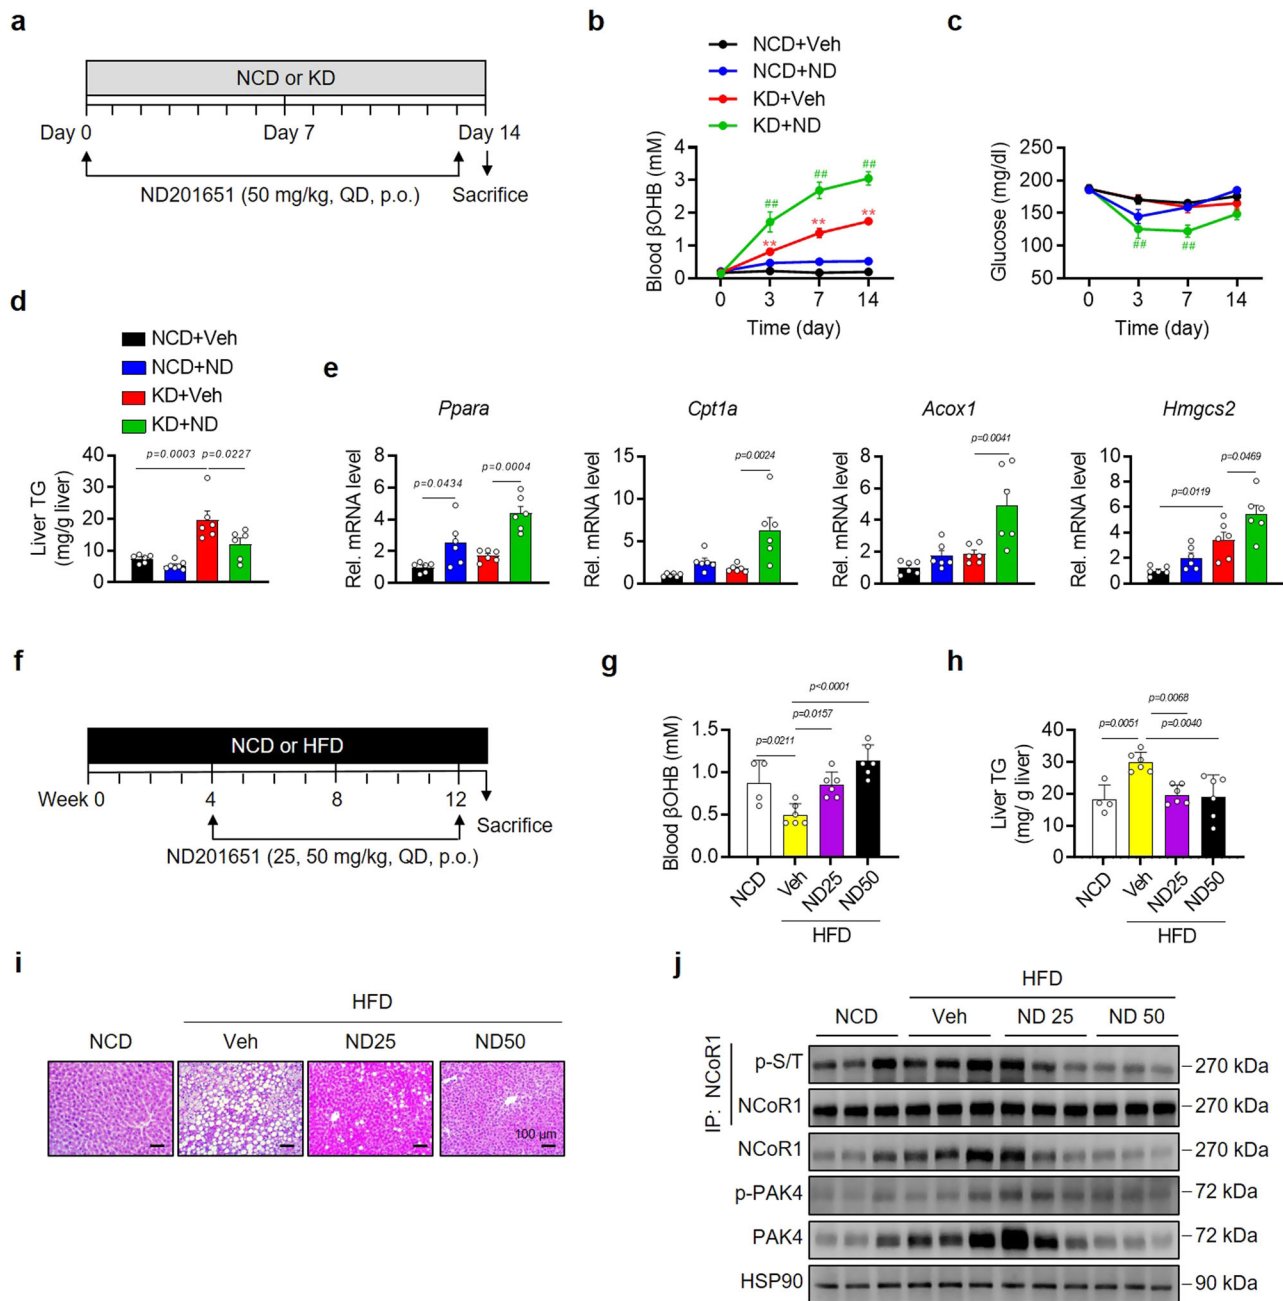 a
NCD or KD
Day 0
Day 7
Day 14
ND201651 (50 mg/kg, QD, p.o.)
Sacrifice
b
NCD+Veh
NCD+ND
KD+Veh
KD+ND
Blood βOHB (mM)
4
3
2
1
0
##
##
##
**
**
**
0 3 7 14
Time (day)
c
Glucose (mg/dl)
250
200
150
100
50
##
##
0 3 7 14
Time (day)
d
NCD+Veh
NCD+ND
KD+Veh
KD+ND
Liver TG
(mg/g liver)
40
30
20
10
0
p=0.0003
p=0.0227
e
Ppara
Rel. mRNA level
8
6
4
2
0
p=0.0434
p=0.0004
Cpt1a
Rel. mRNA level
15
10
5
0
p=0.0024
Acox1
Rel. mRNA level
10
8
6
4
2
0
p=0.0041
Hmgcs2
Rel. mRNA level
10
8
6
4
2
0
p=0.0119
p=0.0469
f
NCD or HFD
Week 0
4
8
12
Sacrifice
ND201651 (25, 50 mg/kg, QD, p.o.)
g
Blood βOHB (mM)
1.5
1.0
0.5
0.0
p<0.0001
p=0.0157
p=0.0211
NCD
Veh
ND25
ND50
HFD
h
Liver TG
(mg/ g liver)
40
30
20
10
0
p=0.0068
p=0.0051
p=0.0040
NCD
Veh
ND25
ND50
HFD
i
HFD
NCD
Veh
ND25
ND50
100 µm
j
HFD
NCD
Veh
ND 25
ND 50
IP: NCoR1
p-S/T
270 kDa
NCoR1
270 kDa
NCoR1
270 kDa
p-PAK4
72 kDa
PAK4
72 kDa
HSP90
90 kDa